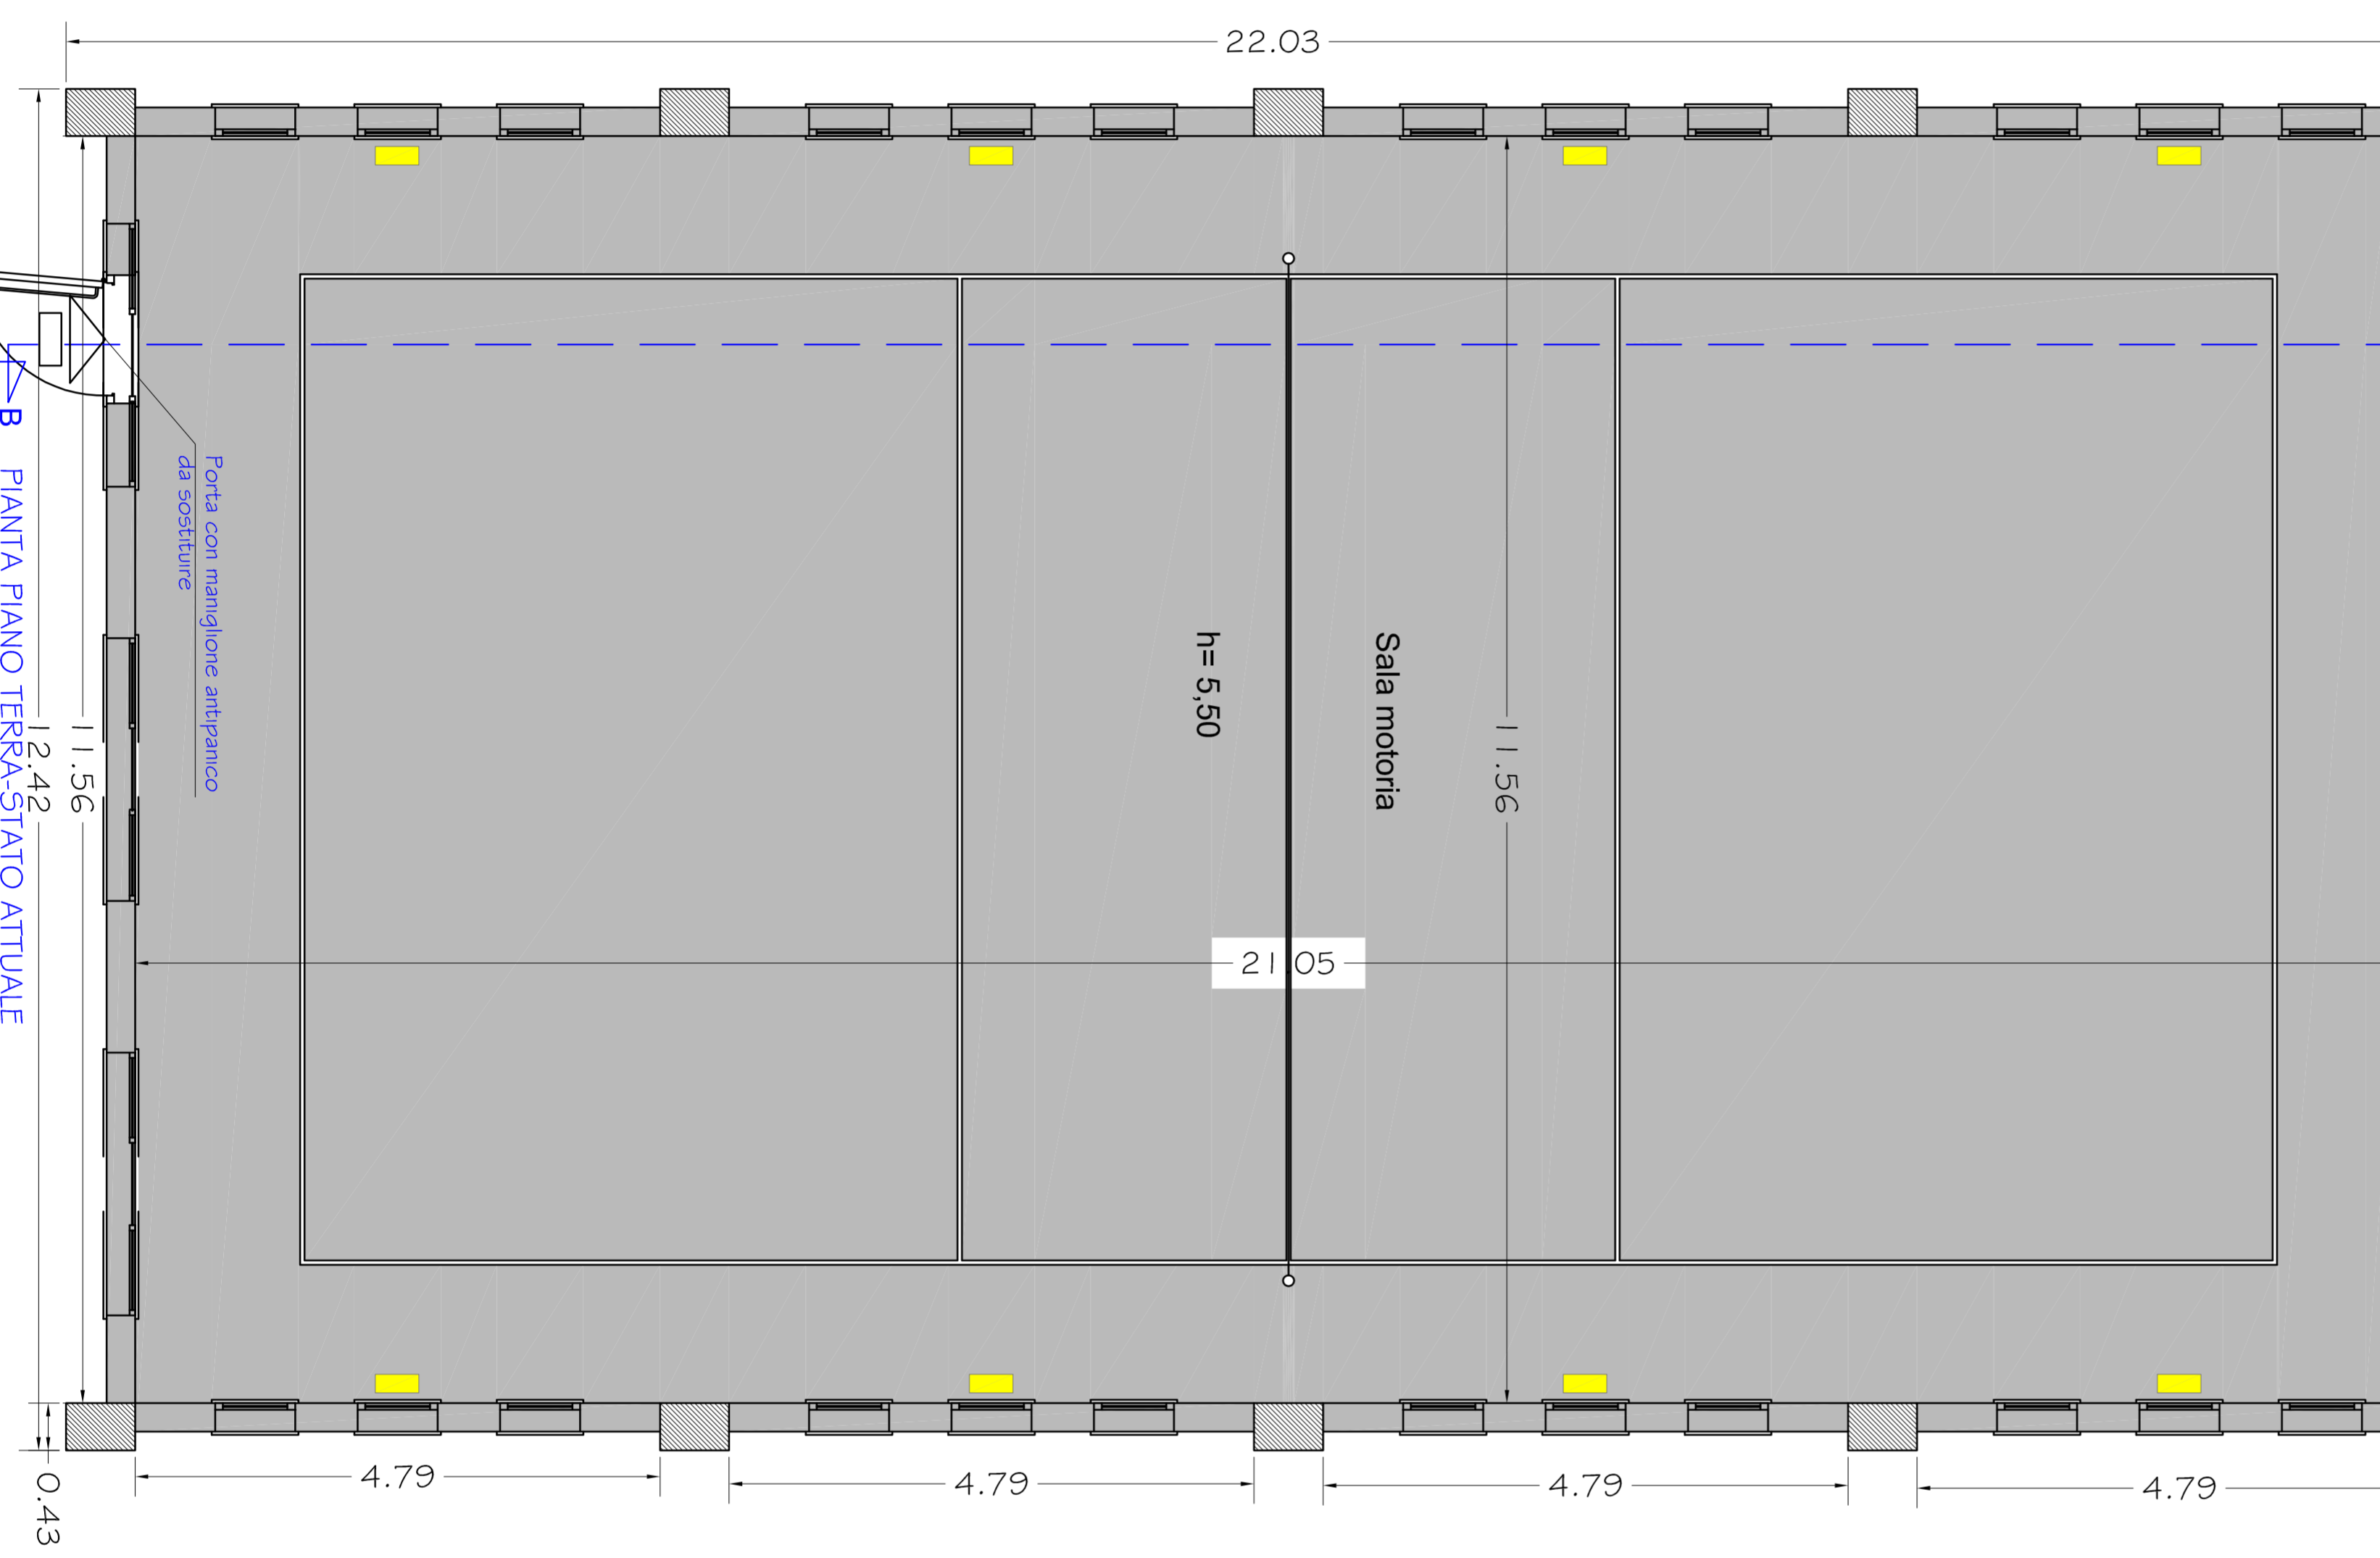 22.03
Porta con maniglione antipanico
da sostituire
B
PIANTA PIANO TERRA-STATO ATTUALE
12.42
11.56
Sala motoria
h= 5,50
11.56
21.05
4.79
4.79
4.79
4.79
0.43